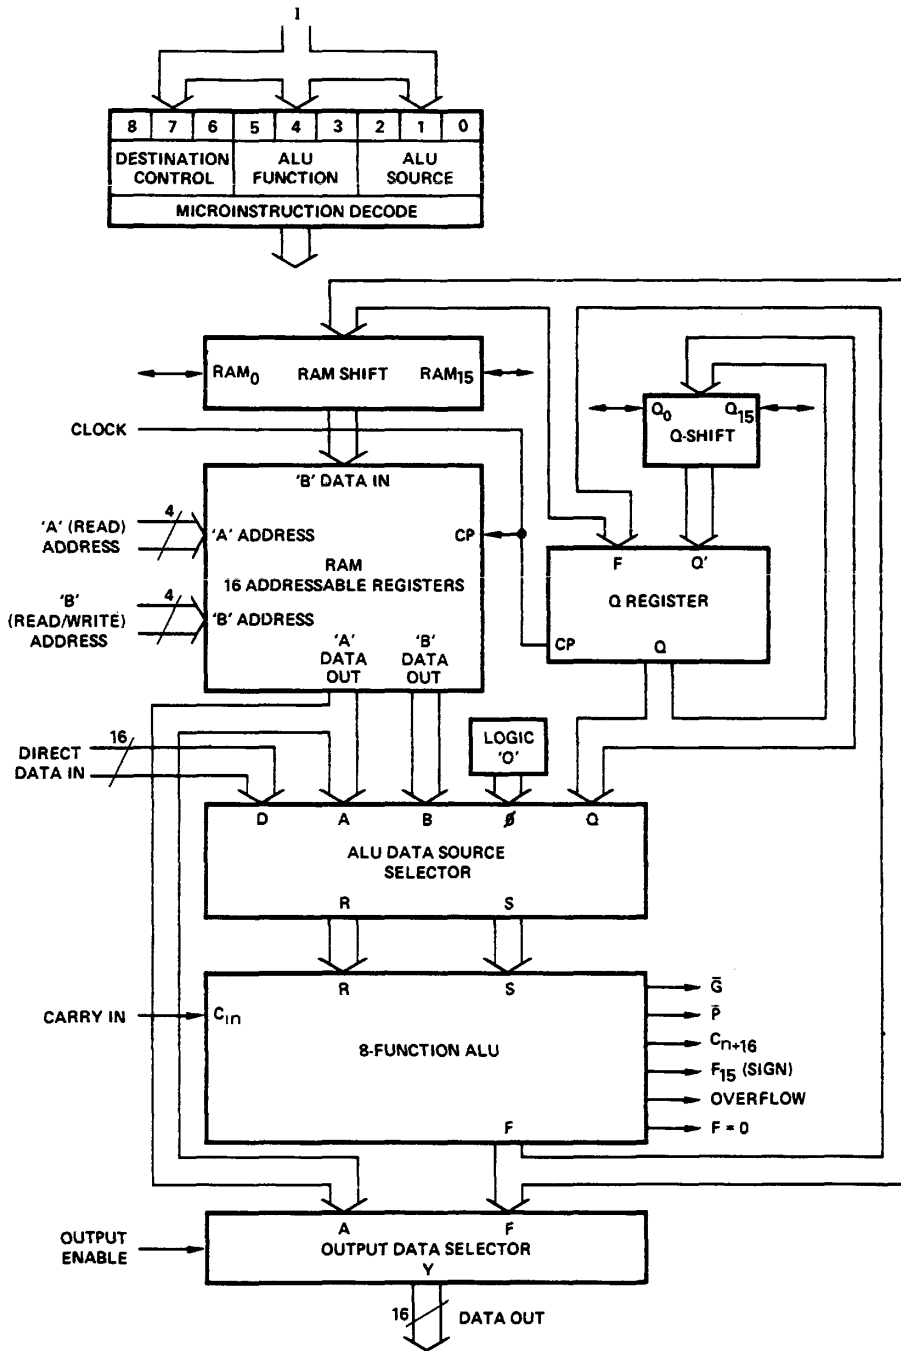 I
8 7 6 5 4 3 2 1 0
DESTINATION CONTROL
ALU FUNCTION
ALU SOURCE
MICROINSTRUCTION DECODE
RAM0 RAM SHIFT RAM15
Q0 Q15
Q-SHIFT
CLOCK
'B' DATA IN
4
'A' (READ)
ADDRESS
'A' ADDRESS
CP
RAM
16 ADDRESSABLE REGISTERS
F Q'
Q REGISTER
CP Q
4
'B'
(READ/WRITE)
ADDRESS
'B' ADDRESS
'A'
DATA
OUT
'B'
DATA
OUT
16
DIRECT
DATA IN
LOGIC
'0'
D A B Ø Q
ALU DATA SOURCE
SELECTOR
R S
R S
CARRY IN
Cin
8-FUNCTION ALU
G̅
P̅
Cn+16
F15 (SIGN)
OVERFLOW
F = 0
F
A F
OUTPUT
ENABLE
OUTPUT DATA SELECTOR
Y
16
DATA OUT